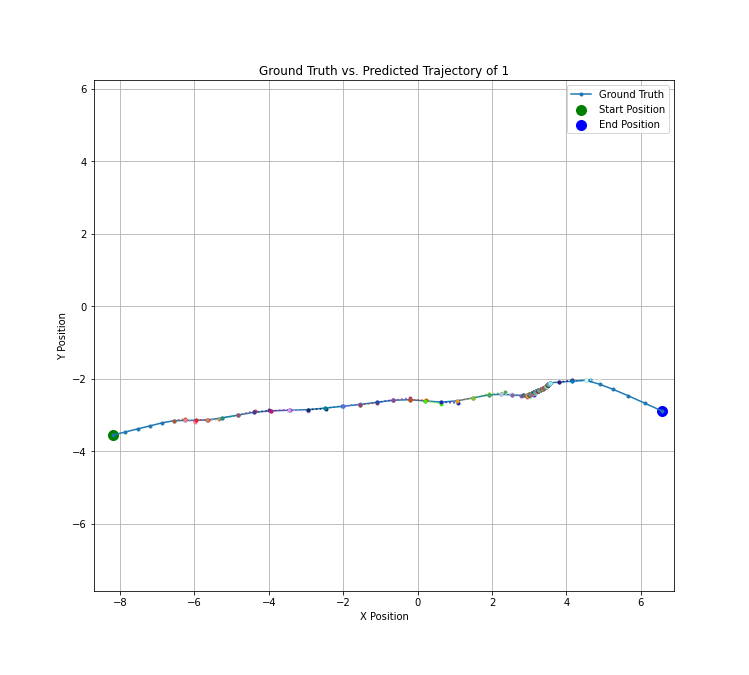 Ground Truth vs. Predicted Trajectory of 1
Ground Truth
Start Position
End Position
6
4
2
0
−2
−4
−6
Y Position
−8
−6
−4
−2
0
2
4
6
X Position